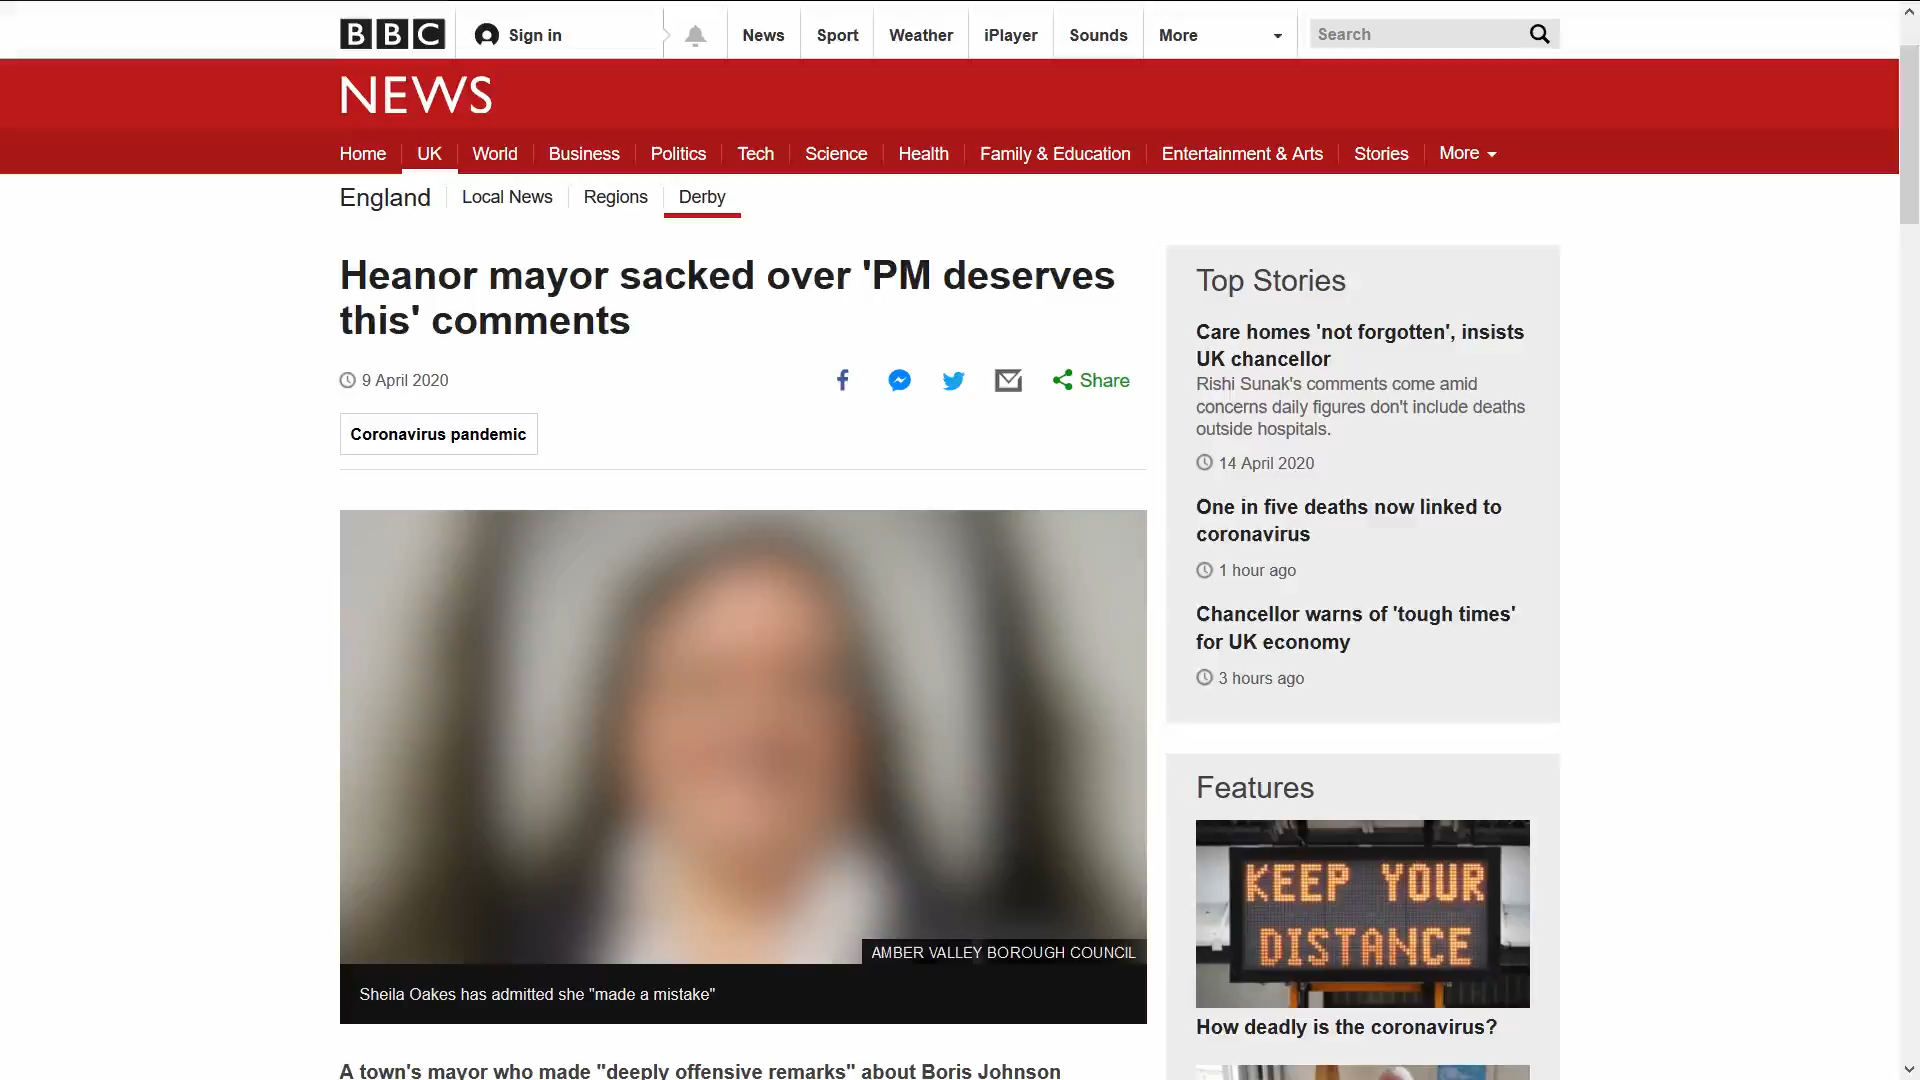 BBC
Sign in
News
Sport
Weather
iPlayer
Sounds
More
Search
NEWS
Home
UK
World
Business
Politics
Tech
Science
Health
Family & Education
Entertainment & Arts
Stories
More
England
Local News
Regions
Derby
Heanor mayor sacked over 'PM deserves
this' comments
9 April 2020
Share
Coronavirus pandemic
AMBER VALLEY BOROUGH COUNCIL
Sheila Oakes has admitted she "made a mistake"
A town's mayor who made "deeply offensive remarks" about Boris Johnson
Top Stories
Care homes 'not forgotten', insists
UK chancellor
Rishi Sunak's comments come amid
concerns daily figures don't include deaths
outside hospitals.
14 April 2020
One in five deaths now linked to
coronavirus
1 hour ago
Chancellor warns of 'tough times'
for UK economy
3 hours ago
Features
KEEP YOUR
DISTANCE
How deadly is the coronavirus?